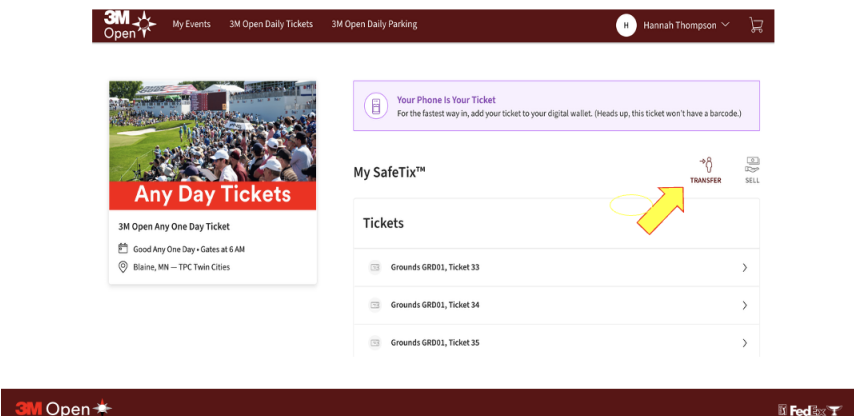 3M Open
My Events
3M Open Daily Tickets
3M Open Daily Parking
H
Hannah Thompson
Any Day Tickets
3M Open Any One Day Ticket
Good Any One Day • Gates at 6 AM
Blaine, MN — TPC Twin Cities
Your Phone Is Your Ticket
For the fastest way in, add your ticket to your digital wallet. (Heads up, this ticket won't have a barcode.)
My SafeTix™
TRANSFER
SELL
Tickets
Grounds GRD01, Ticket 33
Grounds GRD01, Ticket 34
Grounds GRD01, Ticket 35
3M Open
FedEx